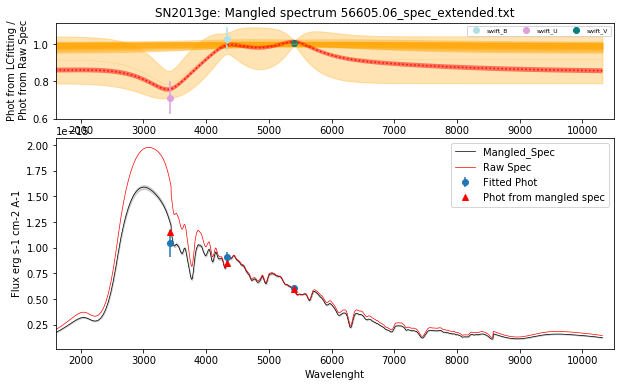 SN2013ge: Mangled spectrum 56605.06_spec_extended.txt
Phot from LCfitting /
Phot from Raw Spec
1.0
0.8
0.6
swift_B
swift_U
swift_V
2000 3000 4000 5000 6000 7000 8000 9000 10000
Flux erg s-1 cm-2 A-1
2.00
1.75
1.50
1.25
1.00
0.75
0.50
0.25
Mangled_Spec
Raw Spec
Fitted Phot
Phot from mangled spec
2000 3000 4000 5000 6000 7000 8000 9000 10000
Wavelenght